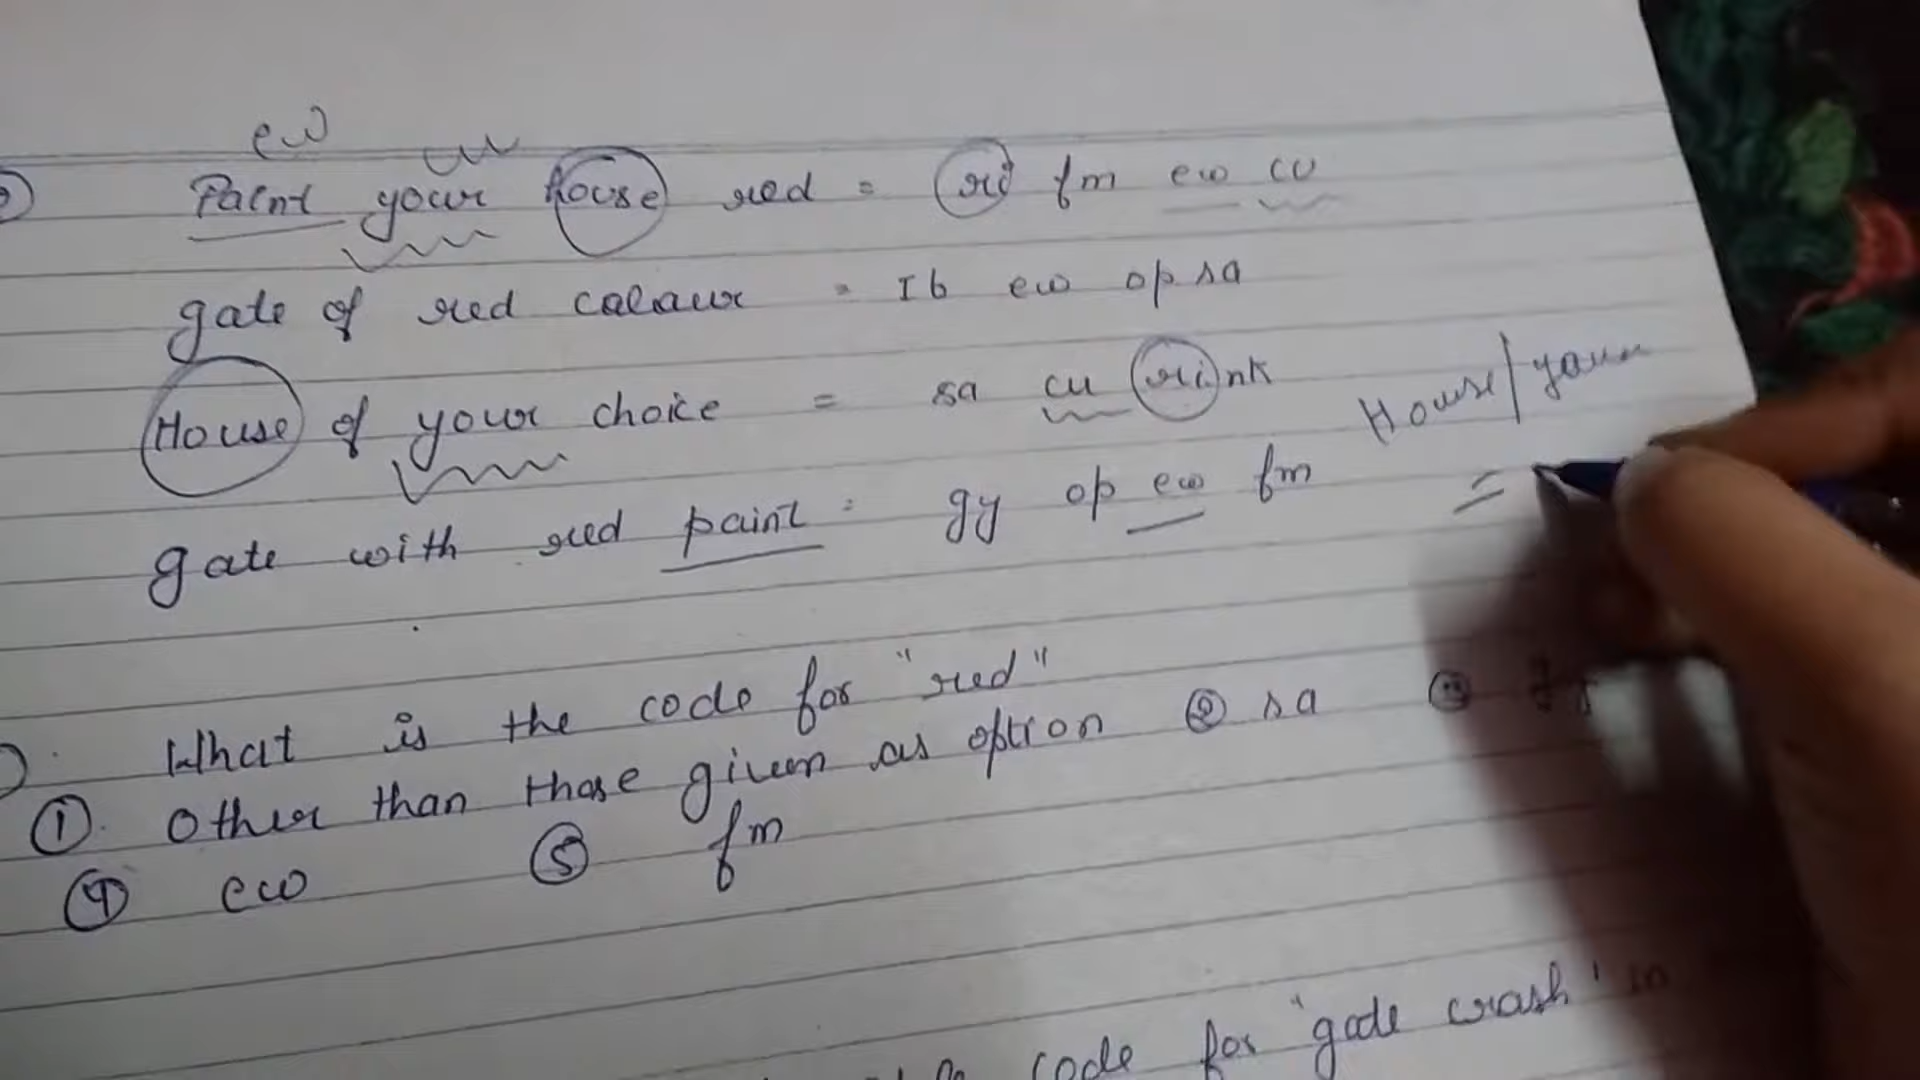 ew cu
Paint your house red = ri fm ew cu
gate of red colour = Ib ew op sa
House of your choice = sa cu ri nk
House/your
gate with red paint = gy op ew fm
=
What is the code for "red"
① Other than those given as option ② sa ③
④ ew ⑤ fm
code for "gate crash" in